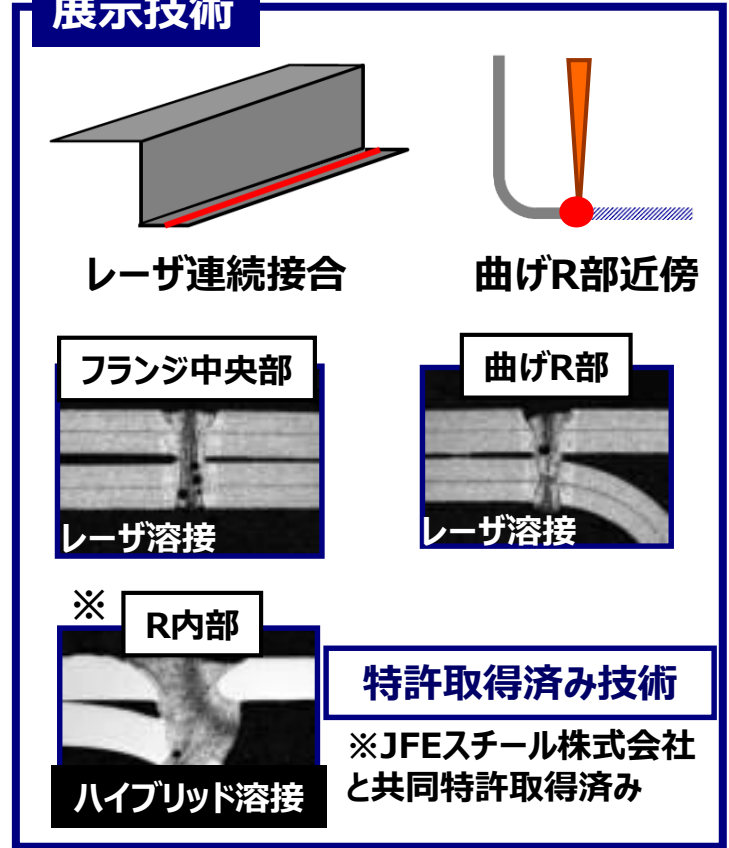 展示技術
レーザ連続接合
曲げR部近傍
フランジ中央部
レーザ溶接
曲げR部
レーザ溶接
※
R内部
ハイブリッド溶接
特許取得済み技術
※JFEスチール株式会社
と共同特許取得済み